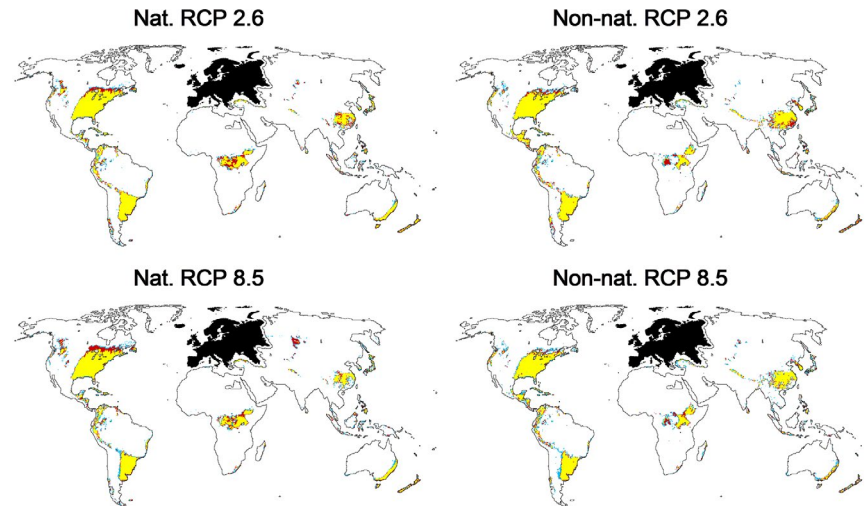 Nat. RCP 2.6
Non-nat. RCP 2.6
Nat. RCP 8.5
Non-nat. RCP 8.5